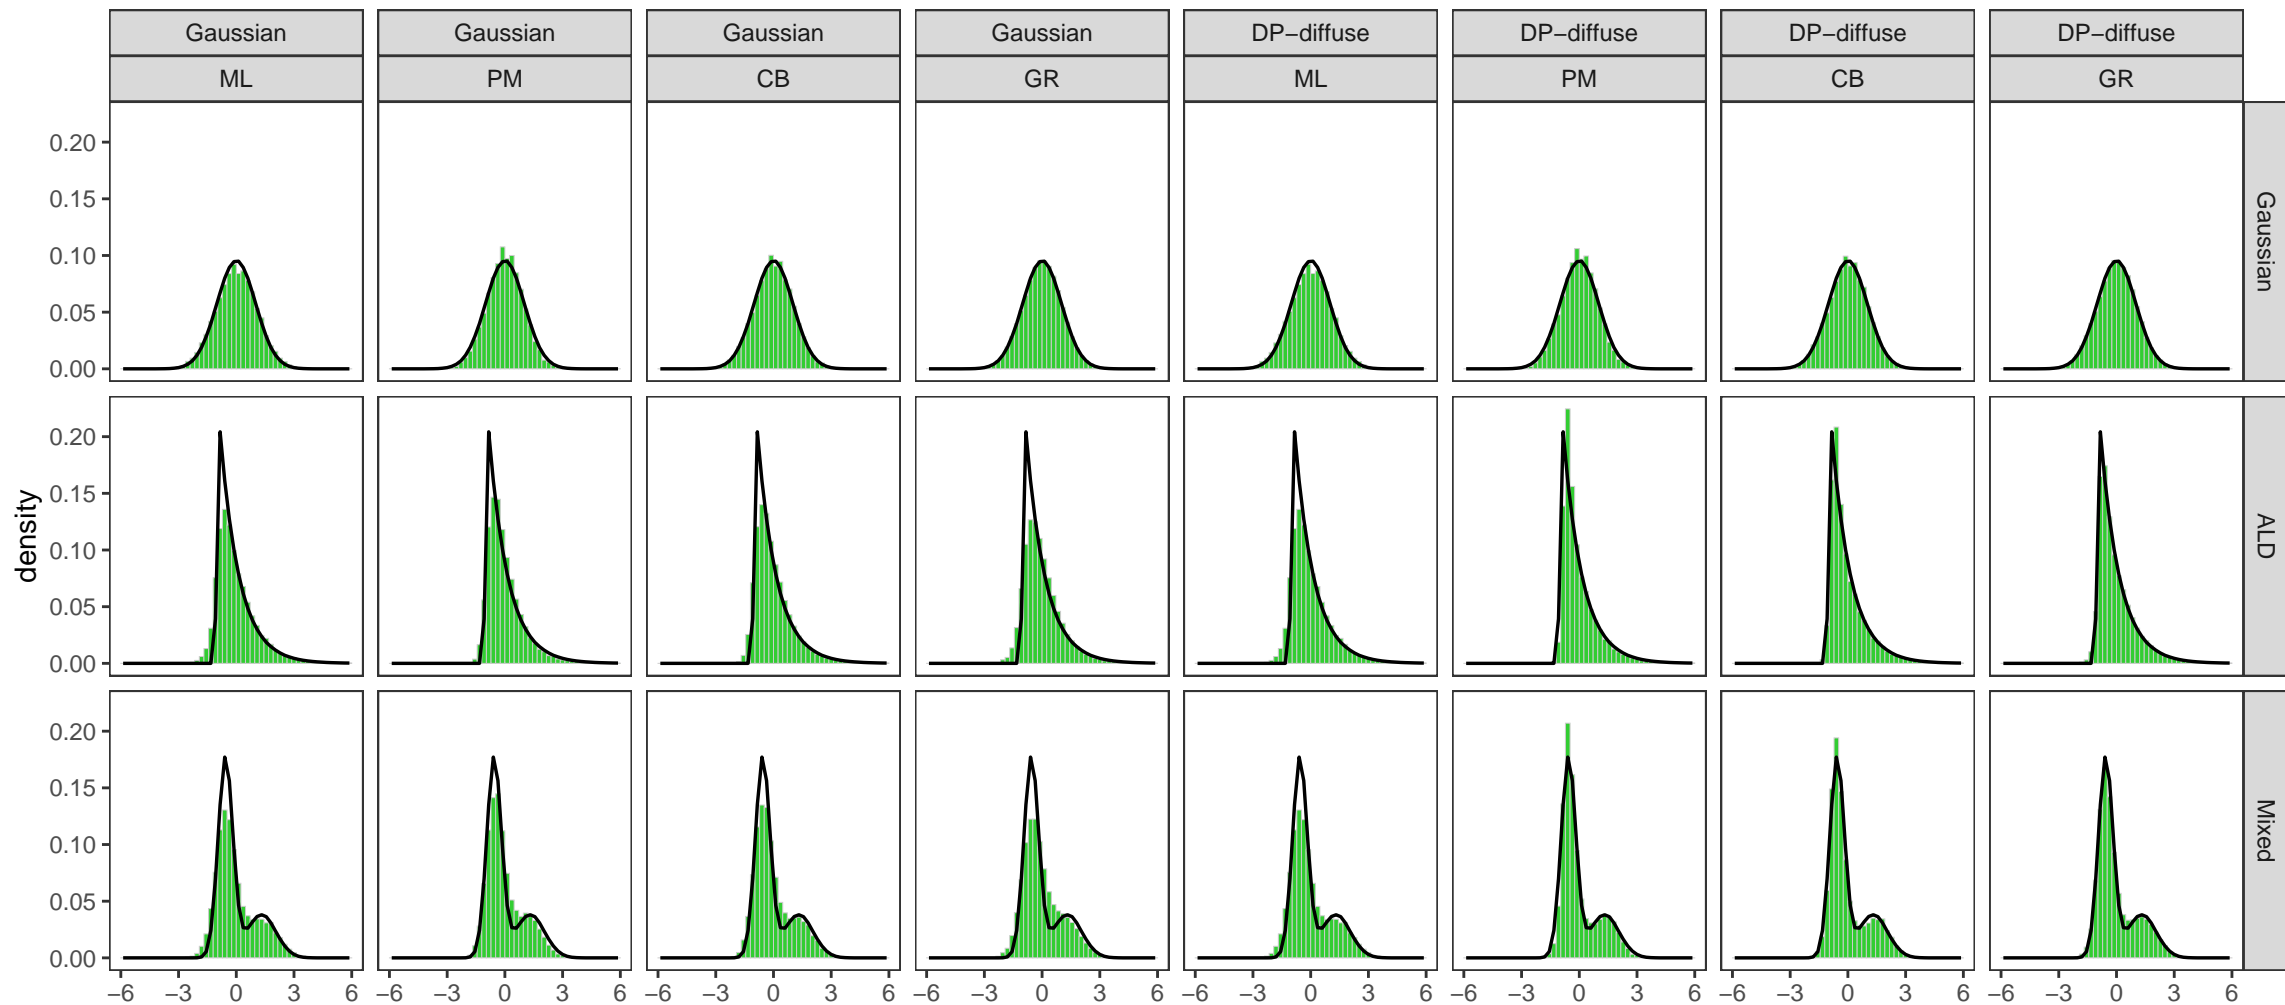 Gaussian Gaussian Gaussian Gaussian DP−diffuse DP−diffuse DP−diffuse DP−diffuse
ML PM CB GR ML PM CB GR
0.20
0.15
0.10
0.05
0.00
Gaussian
0.20
0.15
0.10
0.05
0.00
ALD
density
0.20
0.15
0.10
0.05
0.00
Mixed
−6 −3 0 3 6 −6 −3 0 3 6 −6 −3 0 3 6 −6 −3 0 3 6 −6 −3 0 3 6 −6 −3 0 3 6 −6 −3 0 3 6 −6 −3 0 3 6